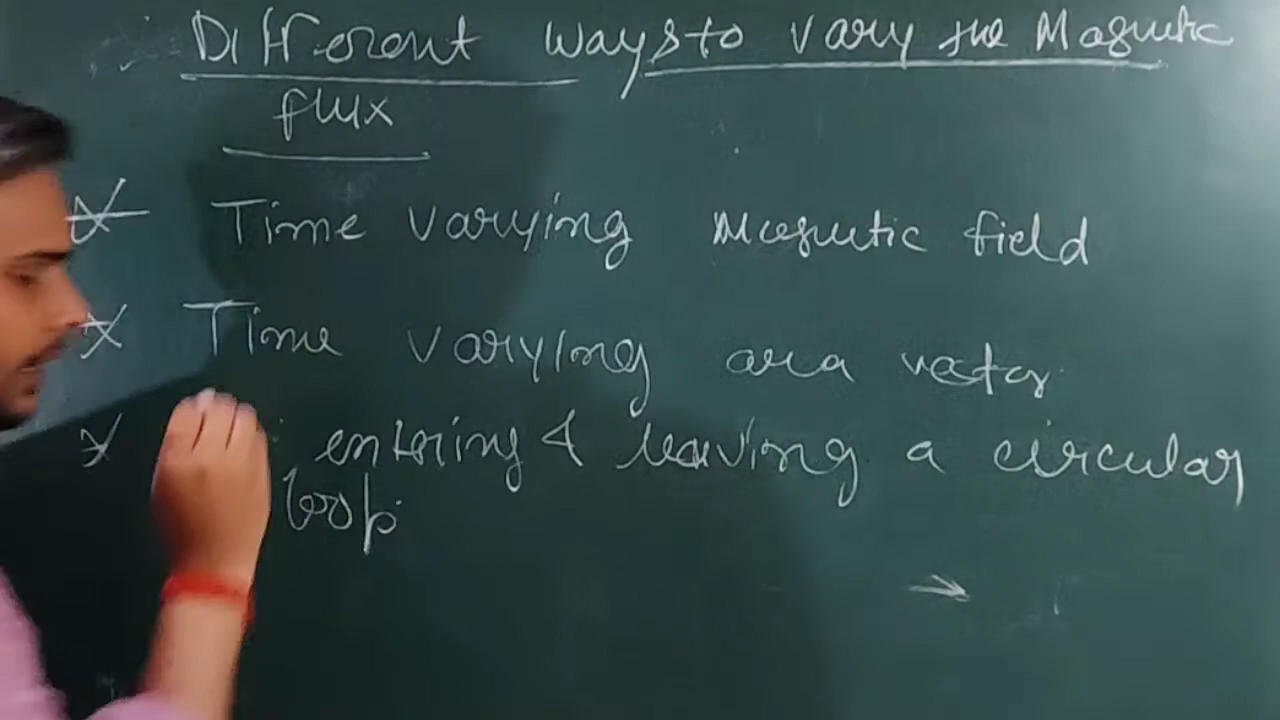 Different ways to vary the Magnetic
flux
Time varying Magnetic field
Time varying area vector
entering & leaving a circular
loop